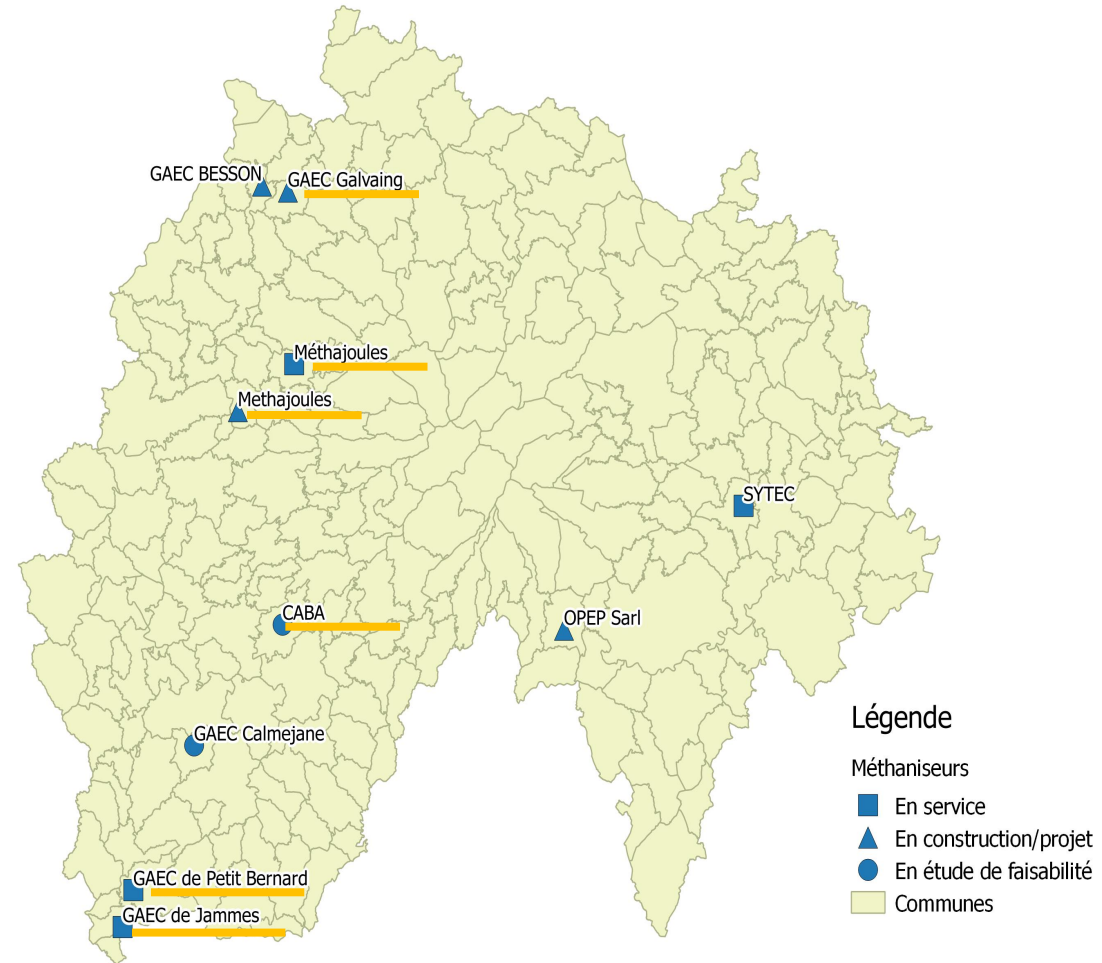 GAEC BESSON
GAEC Galvaing
Méthajoules
Methajoules
SYTEC
CABA
OPEP Sarl
GAEC Calmejane
GAEC de Petit Bernard
GAEC de Jammes
Légende
Méthaniseurs
En service
En construction/projet
En étude de faisabilité
Communes